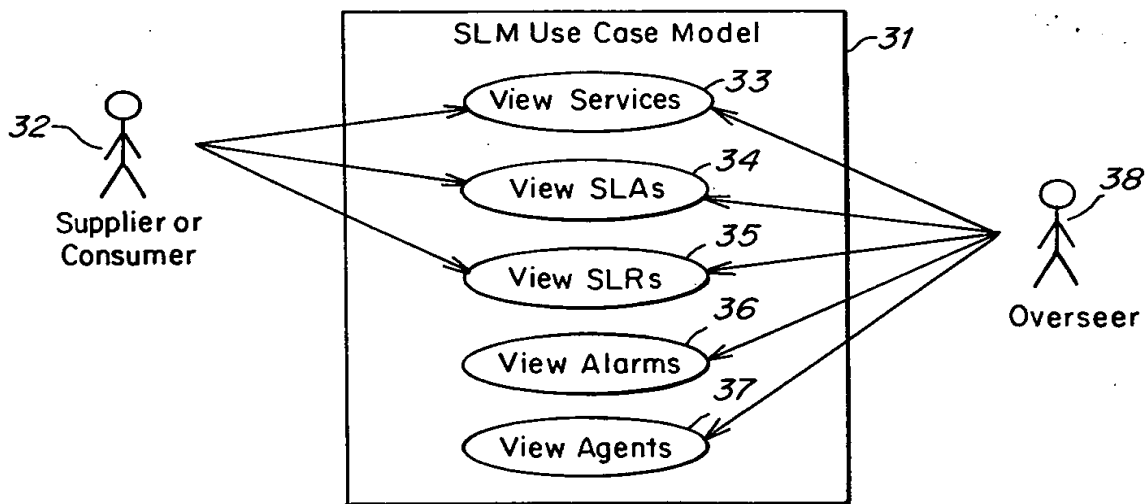 SLM Use Case Model
31
View Services
33
32
View SLAs
34
38
Supplier or
Consumer
View SLRs
35
Overseer
View Alarms
36
View Agents
37